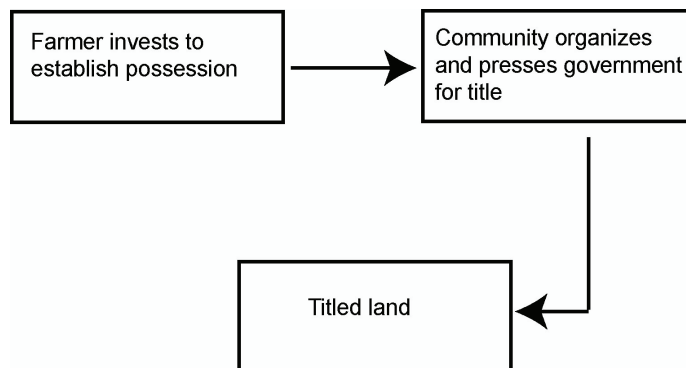 Farmer invests to
establish possession
Community organizes
and presses government
for title
Titled land